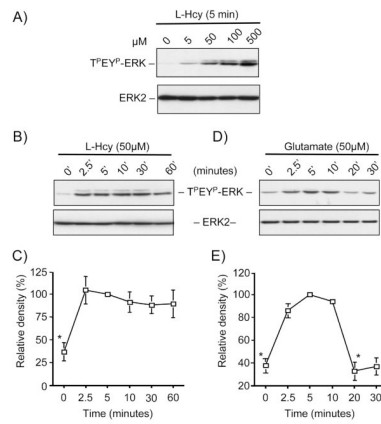 A)
L-Hcy (5 min)
μM 0 5 50 100 500
TᵖEYᵖ-ERK –
ERK2 –
B)
L-Hcy (50μM)
0' 2.5' 5' 10' 30' 60'
(minutes)
D)
Glutamate (50μM)
0' 2.5' 5' 10' 20' 30'
– TᵖEYᵖ-ERK –
– ERK2 –
C)
Relative density (%)
125
100
75
50
25
0
*
0 2.5 5 10 30 60
Time (minutes)
E)
Relative density (%)
120
100
80
60
40
20
*
*
0 2.5 5 10 20 30
Time (minutes)